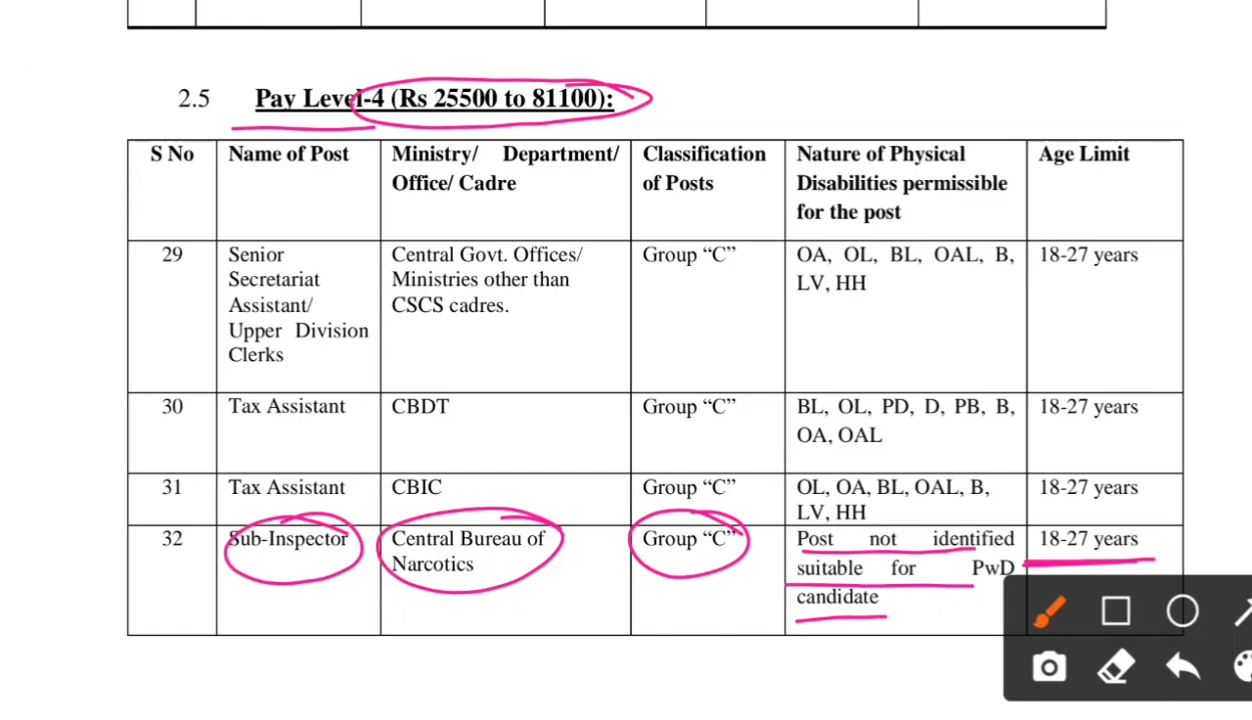 2.5 Pay Level-4 (Rs 25500 to 81100):
S No Name of Post Ministry/ Department/ Classification Nature of Physical Age Limit
Office/ Cadre of Posts Disabilities permissible
for the post
29 Senior Central Govt. Offices/ Group “C” OA, OL, BL, OAL, B, 18-27 years
Secretariat Ministries other than LV, HH
Assistant/ CSCS cadres.
Upper Division
Clerks
30 Tax Assistant CBDT Group “C” BL, OL, PD, D, PB, B, 18-27 years
OA, OAL
31 Tax Assistant CBIC Group “C” OL, OA, BL, OAL, B, 18-27 years
LV, HH
32 Sub-Inspector Central Bureau of Group “C” Post not identified 18-27 years
Narcotics suitable for PwD
candidate